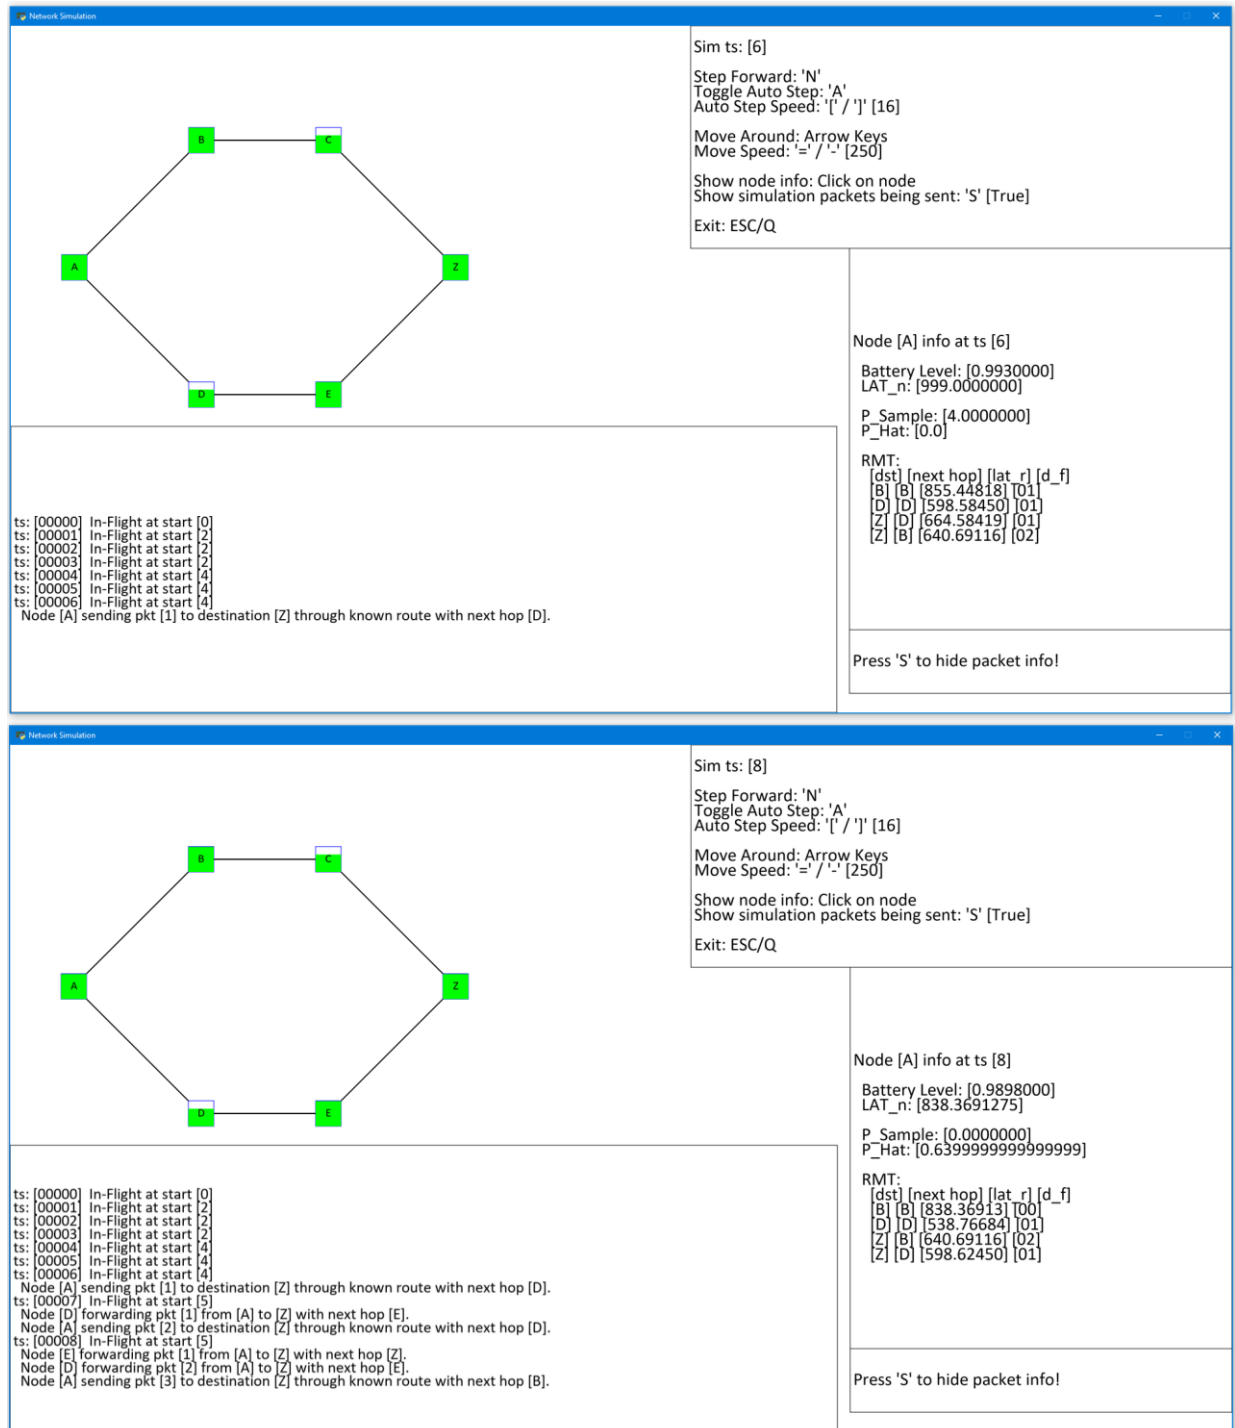 Network Simulation
Sim ts: [6]
Step Forward: 'N'
Toggle Auto Step: 'A'
Auto Step Speed: '[' / ']' [16]
Move Around: Arrow Keys
Move Speed: '=' / '-' [250]
Show node info: Click on node
Show simulation packets being sent: 'S' [True]
Exit: ESC/Q
B
C
A
Z
D
E
Node [A] info at ts [6]
Battery Level: [0.9930000]
LAT_n: [999.0000000]
P_Sample: [4.0000000]
P_Hat: [0.0]
RMT:
[dst] [next hop] [lat_r] [d_f]
[B] [B] [855.44818] [01]
[D] [D] [598.58450] [01]
[Z] [D] [664.58419] [01]
[Z] [B] [640.69116] [02]
ts: [00000] In-Flight at start [0]
ts: [00001] In-Flight at start [2]
ts: [00002] In-Flight at start [2]
ts: [00003] In-Flight at start [2]
ts: [00004] In-Flight at start [4]
ts: [00005] In-Flight at start [4]
ts: [00006] In-Flight at start [4]
Node [A] sending pkt [1] to destination [Z] through known route with next hop [D].
Press 'S' to hide packet info!
Network Simulation
Sim ts: [8]
Step Forward: 'N'
Toggle Auto Step: 'A'
Auto Step Speed: '[' / ']' [16]
Move Around: Arrow Keys
Move Speed: '=' / '-' [250]
Show node info: Click on node
Show simulation packets being sent: 'S' [True]
Exit: ESC/Q
B
C
A
Z
D
E
Node [A] info at ts [8]
Battery Level: [0.9898000]
LAT_n: [838.3691275]
P_Sample: [0.0000000]
P_Hat: [0.6399999999999999]
RMT:
[dst] [next hop] [lat_r] [d_f]
[B] [B] [838.36913] [00]
[D] [D] [538.76684] [01]
[Z] [B] [640.69116] [02]
[Z] [D] [598.62450] [01]
ts: [00000] In-Flight at start [0]
ts: [00001] In-Flight at start [2]
ts: [00002] In-Flight at start [2]
ts: [00003] In-Flight at start [2]
ts: [00004] In-Flight at start [4]
ts: [00005] In-Flight at start [4]
ts: [00006] In-Flight at start [4]
Node [A] sending pkt [1] to destination [Z] through known route with next hop [D].
ts: [00007] In-Flight at start [5]
Node [D] forwarding pkt [1] from [A] to [Z] with next hop [E].
Node [A] sending pkt [2] to destination [Z] through known route with next hop [D].
ts: [00008] In-Flight at start [5]
Node [E] forwarding pkt [1] from [A] to [Z] with next hop [Z].
Node [D] forwarding pkt [2] from [A] to [Z] with next hop [E].
Node [A] sending pkt [3] to destination [Z] through known route with next hop [B].
Press 'S' to hide packet info!